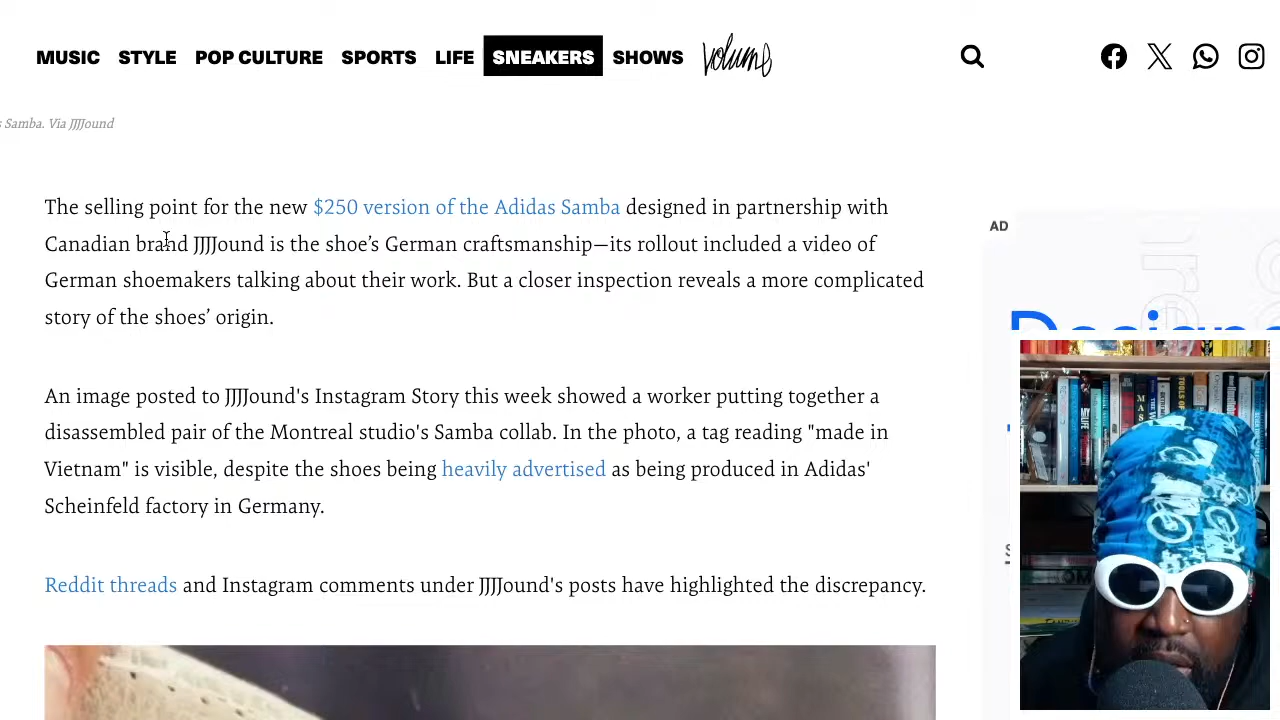 MUSIC STYLE POP CULTURE SPORTS LIFE SNEAKERS SHOWS Volume
s Samba. Via JJJJound
The selling point for the new $250 version of the Adidas Samba designed in partnership with
Canadian brand JJJJound is the shoe’s German craftsmanship—its rollout included a video of
German shoemakers talking about their work. But a closer inspection reveals a more complicated
story of the shoes’ origin.
An image posted to JJJJound's Instagram Story this week showed a worker putting together a
disassembled pair of the Montreal studio's Samba collab. In the photo, a tag reading "made in
Vietnam" is visible, despite the shoes being heavily advertised as being produced in Adidas'
Scheinfeld factory in Germany.
Reddit threads and Instagram comments under JJJJound's posts have highlighted the discrepancy.
AD